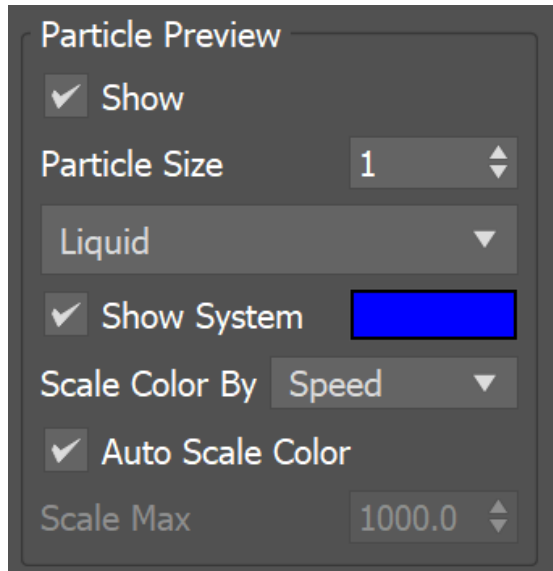 Particle Preview
Show
Particle Size 1
Liquid
Show System
Scale Color By Speed
Auto Scale Color
Scale Max 1000.0